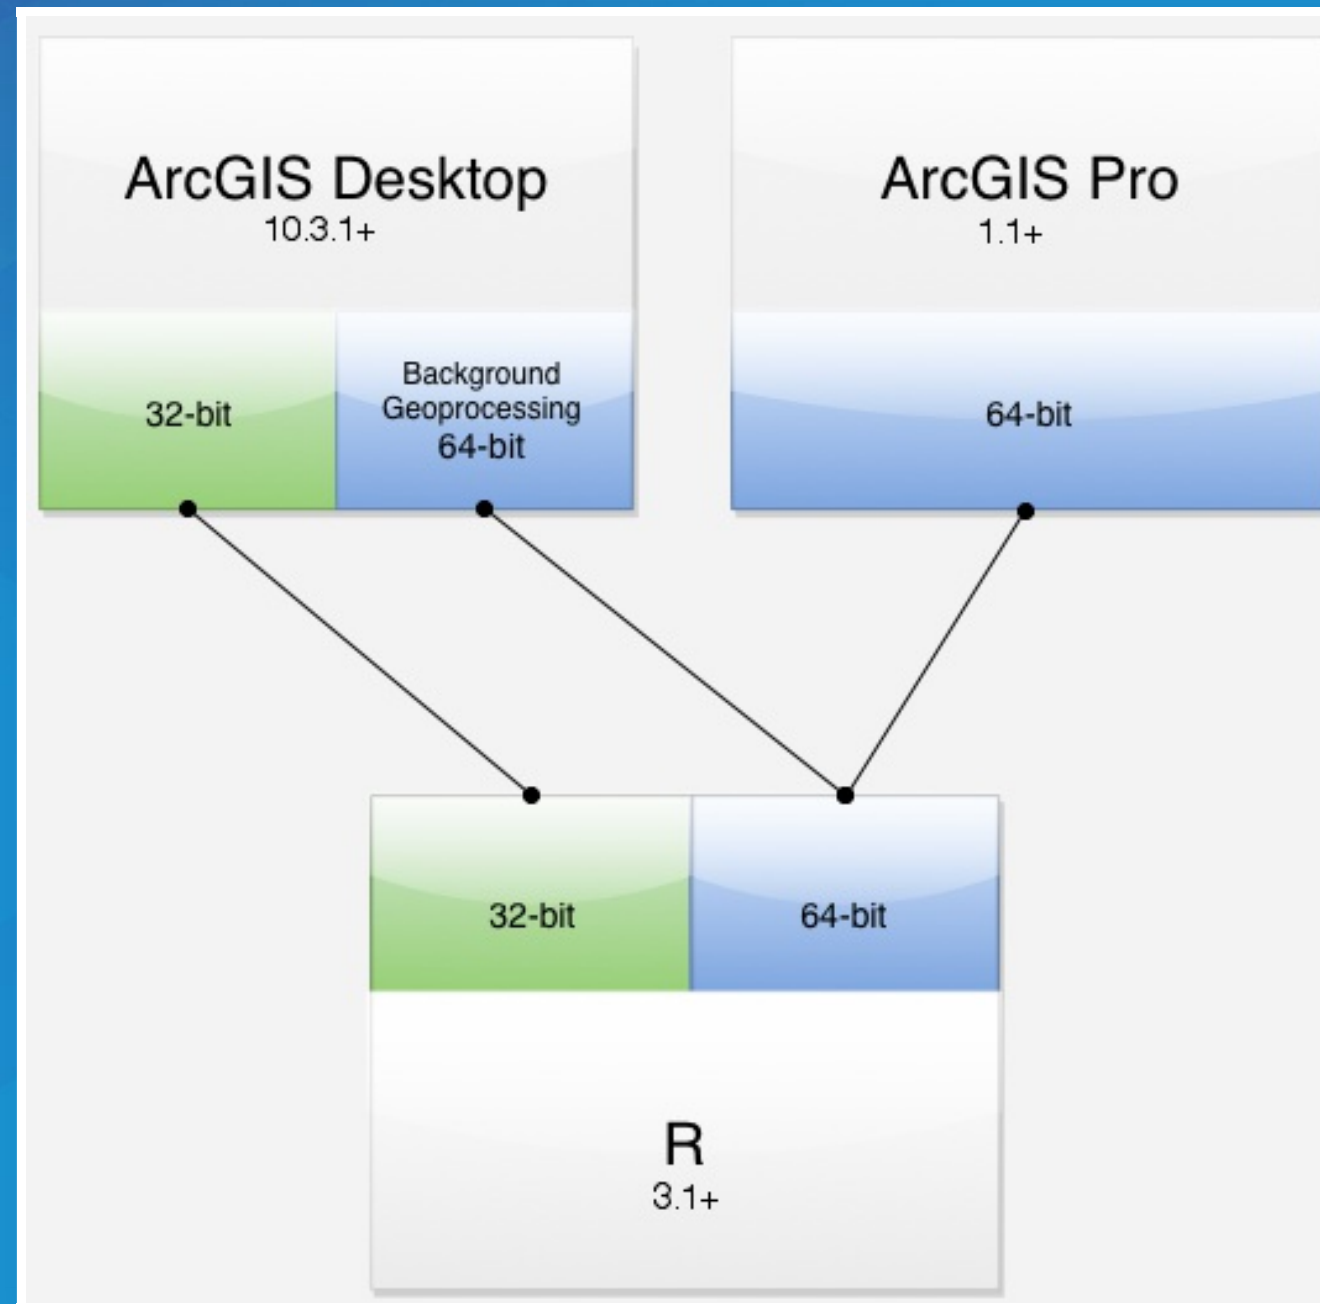 ArcGIS Desktop
10.3.1+
32-bit
Background
Geoprocessing
64-bit
ArcGIS Pro
1.1+
64-bit
32-bit
64-bit
R
3.1+